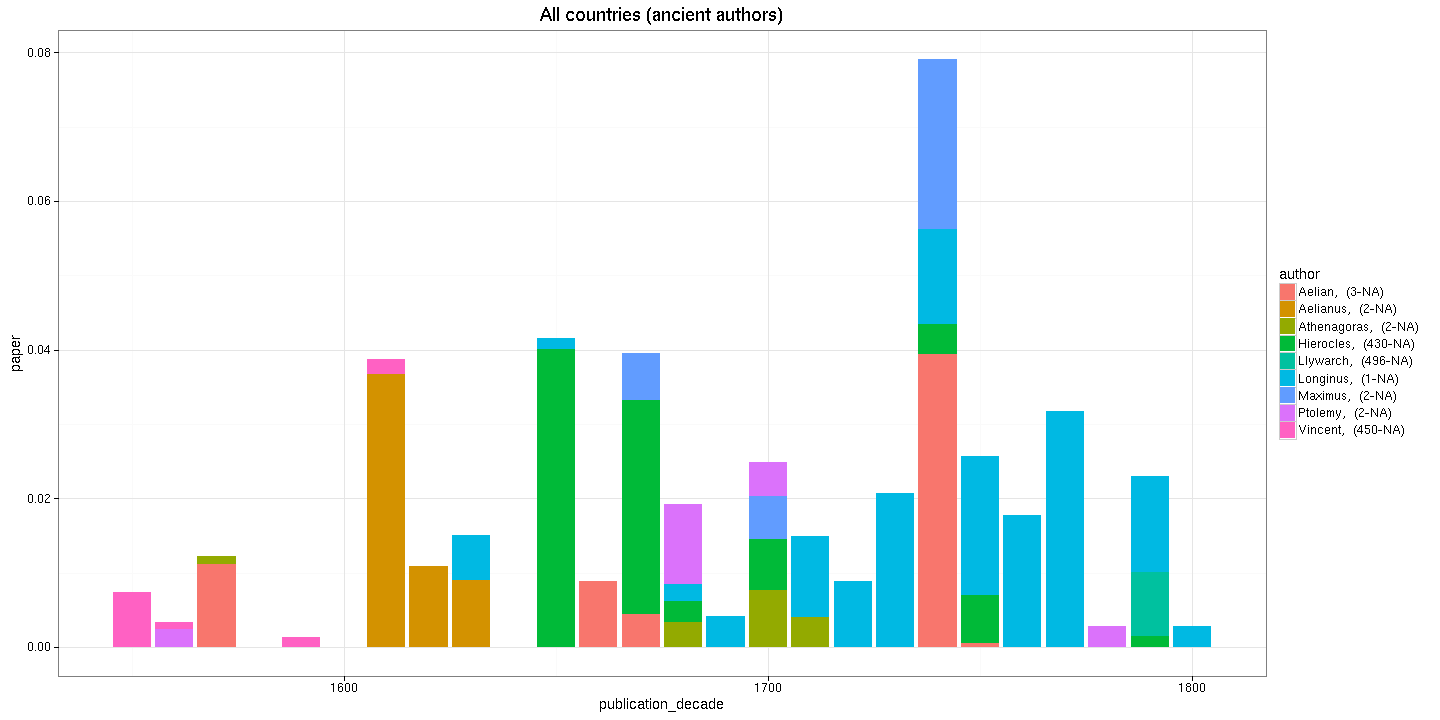 All countries (ancient authors)
paper
0.08
0.06
0.04
0.02
0.00
1600
1700
1800
publication_decade
author
Aelian, (3-NA)
Aelianus, (2-NA)
Athenagoras, (2-NA)
Hierocles, (430-NA)
Llywarch, (496-NA)
Longinus, (1-NA)
Maximus, (2-NA)
Ptolemy, (2-NA)
Vincent, (450-NA)